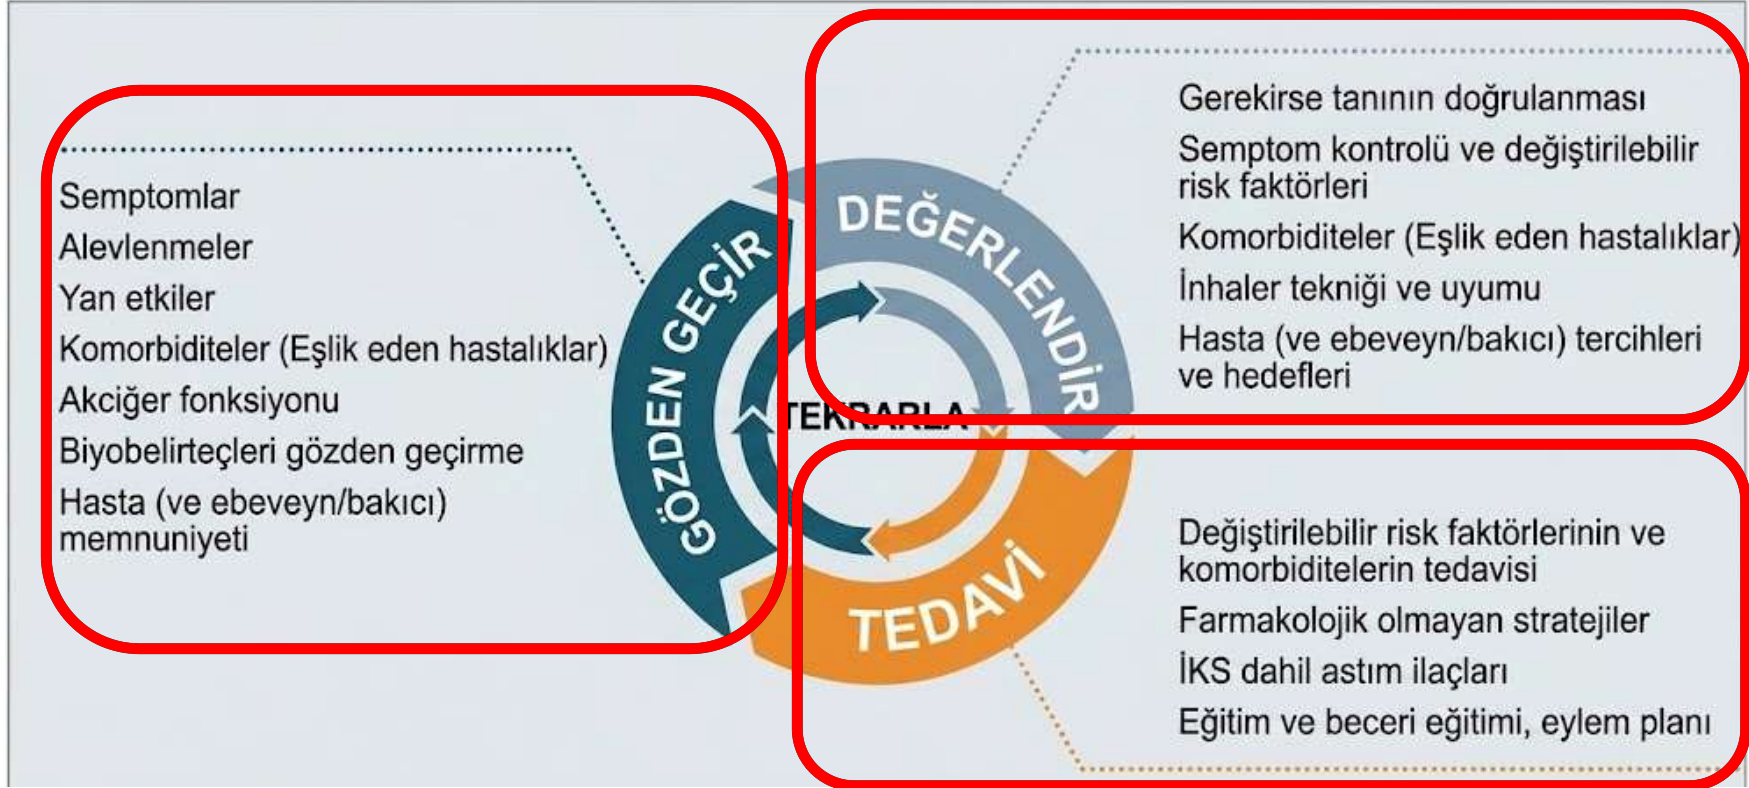 Semptomlar
Alevlenmeler
Yan etkiler
Komorbiditeler (Eşlik eden hastalıklar)
Akciğer fonksiyonu
Biyobelirteçleri gözden geçirme
Hasta (ve ebeveyn/bakıcı)
memnuniyeti
GÖZDEN GEÇİR
DEĞERLENDİR
TEKRARLA
TEDAVİ
Gerekirse tanının doğrulanması
Semptom kontrolü ve değiştirilebilir
risk faktörleri
Komorbiditeler (Eşlik eden hastalıklar)
İnhaler tekniği ve uyumu
Hasta (ve ebeveyn/bakıcı) tercihleri
ve hedefleri
Değiştirilebilir risk faktörlerinin ve
komorbiditelerin tedavisi
Farmakolojik olmayan stratejiler
İKS dahil astım ilaçları
Eğitim ve beceri eğitimi, eylem planı